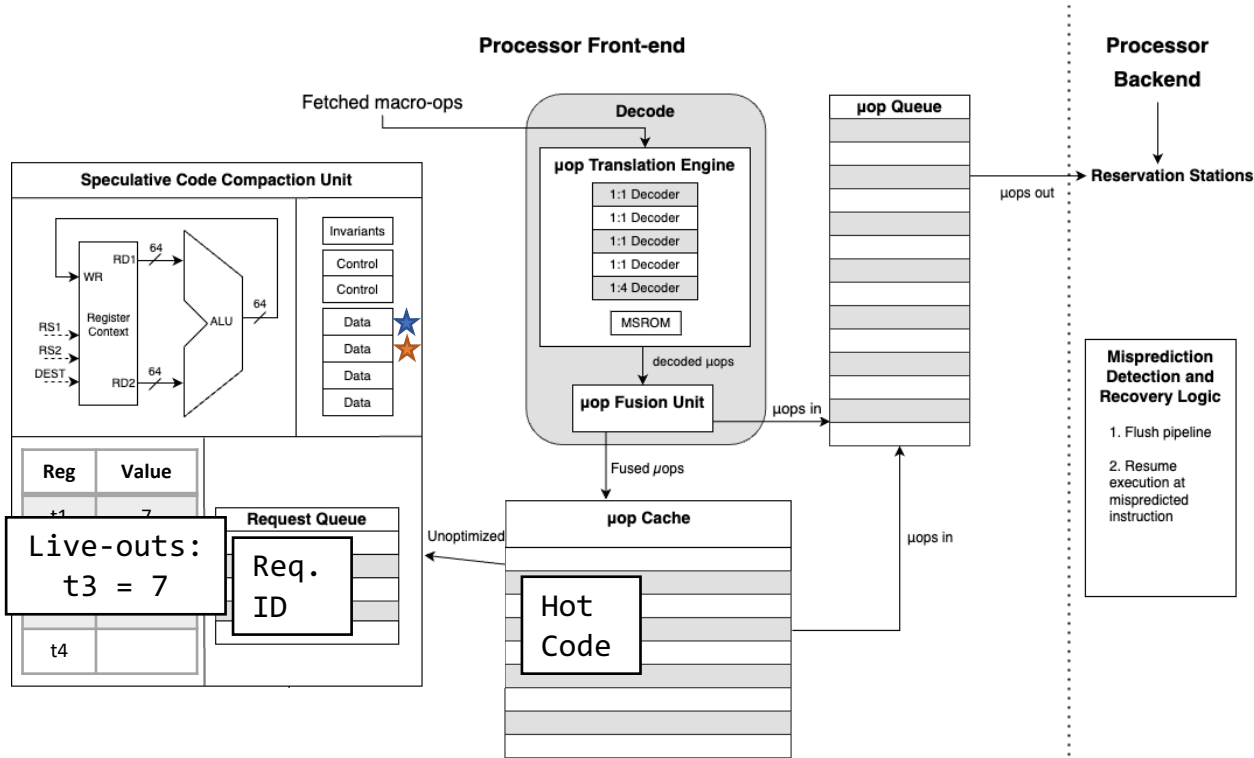 Processor Front-end
Processor
Backend
Fetched macro-ops
Decode
µop Translation Engine
1:1 Decoder
1:1 Decoder
1:1 Decoder
1:1 Decoder
1:4 Decoder
MSROM
decoded µops
µop Fusion Unit
µops in
Fused µops
µop Queue
µops out
Reservation Stations
Speculative Code Compaction Unit
WR
RD1
64
Register
Context
RS1
RS2
DEST
RD2
64
ALU
64
Invariants
Control
Control
Data
Data
Data
Data
Misprediction
Detection and
Recovery Logic
1. Flush pipeline
2. Resume
execution at
mispredicted
instruction
Reg Value
t1 7
Live-outs:
t3 = 7
t4
Request Queue
Req.
ID
Unoptimized
µop Cache
Hot
Code
µops in